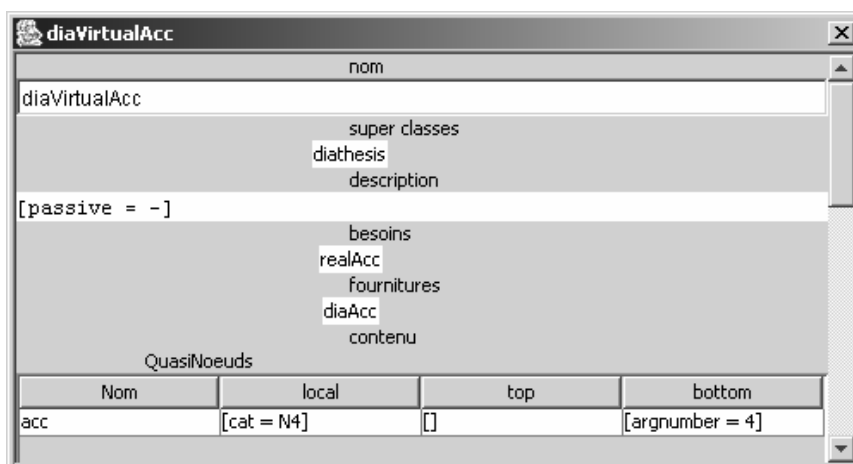 diaVirtualAcc
nom
diaVirtualAcc
super classes
diathesis
description
[passive = -]
besoins
realAcc
fournitures
diaAcc
contenu
QuasiNoeuds
Nom local top bottom
acc [cat = N4] [] [argnumber = 4]